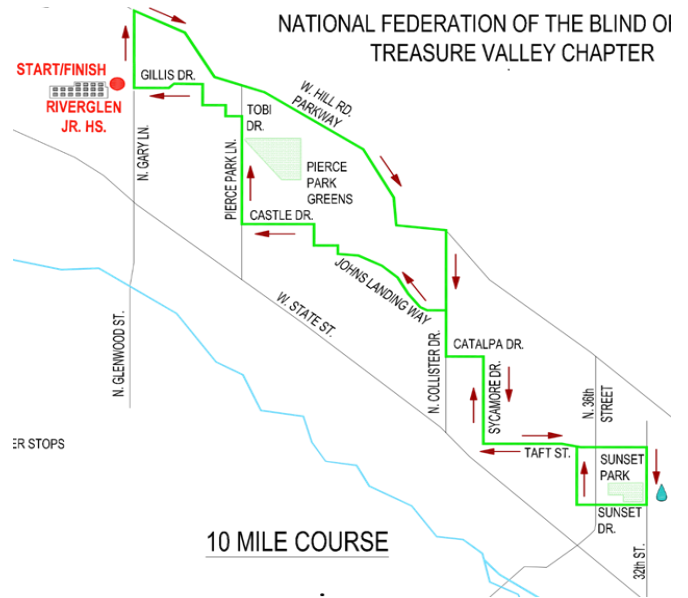 NATIONAL FEDERATION OF THE BLIND
TREASURE VALLEY CHAPTER
START/FINISH
RIVERGLEN
JR. HS.
GILLIS DR.
TOBI
DR.
W. HILL RD.
PARKWAY
N. GARY LN.
PIERCE PARK LN.
PIERCE
PARK
GREENS
CASTLE DR.
JOHNS LANDING WAY
W. STATE ST.
N. GLENWOOD ST.
N. COLLISTER DR.
CATALPA DR.
SYCAMORE DR.
N. 36th
STREET
TAFT ST.
SUNSET
PARK
SUNSET
DR.
32th ST.
ER STOPS
10 MILE COURSE